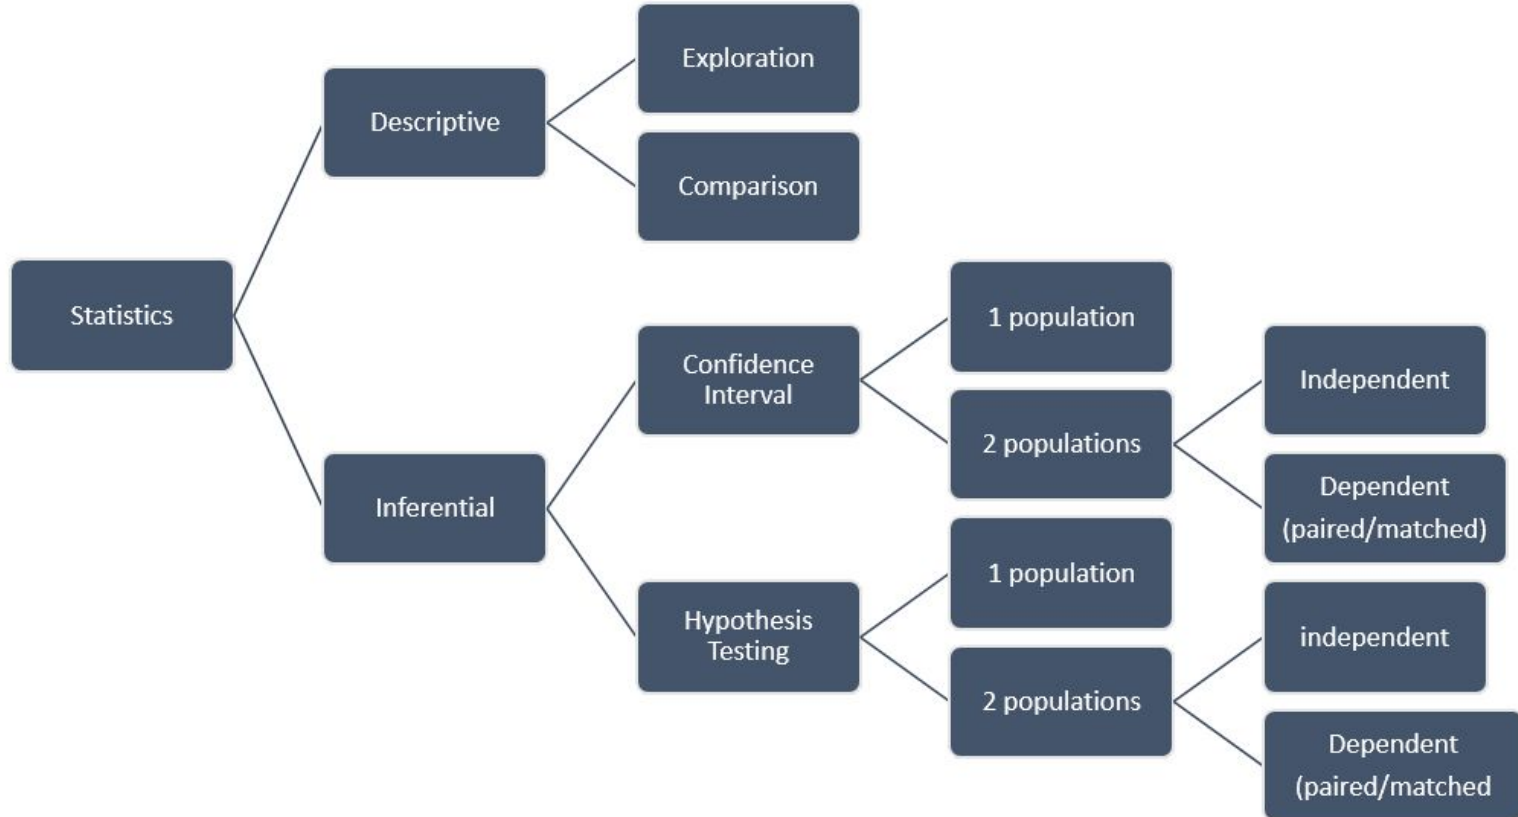 Statistics
Descriptive
Exploration
Comparison
Inferential
Confidence
Interval
1 population
2 populations
Independent
Dependent
(paired/matched)
Hypothesis
Testing
1 population
2 populations
independent
Dependent
(paired/matched